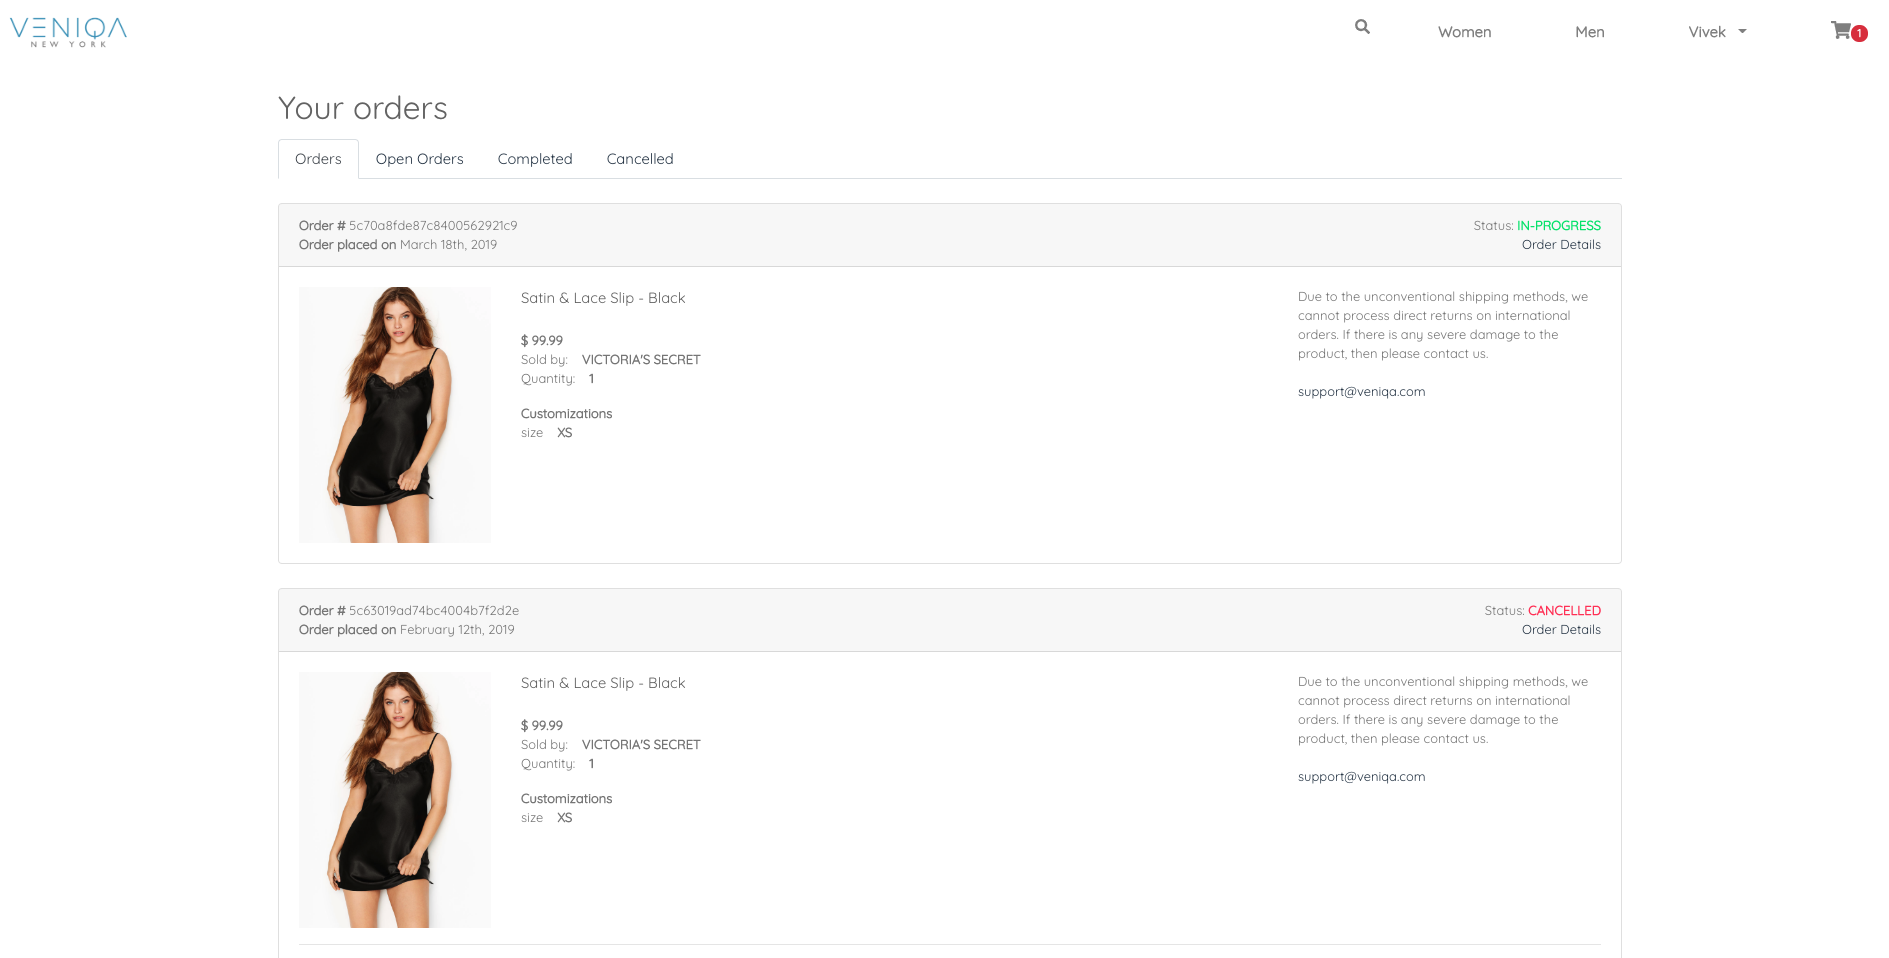 VENIQA
NEW YORK
Women
Men
Vivek
1
Your orders
Orders
Open Orders
Completed
Cancelled
Order # 5c70a8fde87c8400562921c9
Order placed on March 18th, 2019
Status: IN-PROGRESS
Order Details
Satin & Lace Slip - Black
$ 99.99
Sold by: VICTORIA'S SECRET
Quantity: 1
Customizations
size XS
Due to the unconventional shipping methods, we
cannot process direct returns on international
orders. If there is any severe damage to the
product, then please contact us.
support@veniqa.com
Order # 5c63019ad74bc4004b7f2d2e
Order placed on February 12th, 2019
Status: CANCELLED
Order Details
Satin & Lace Slip - Black
$ 99.99
Sold by: VICTORIA'S SECRET
Quantity: 1
Customizations
size XS
Due to the unconventional shipping methods, we
cannot process direct returns on international
orders. If there is any severe damage to the
product, then please contact us.
support@veniqa.com